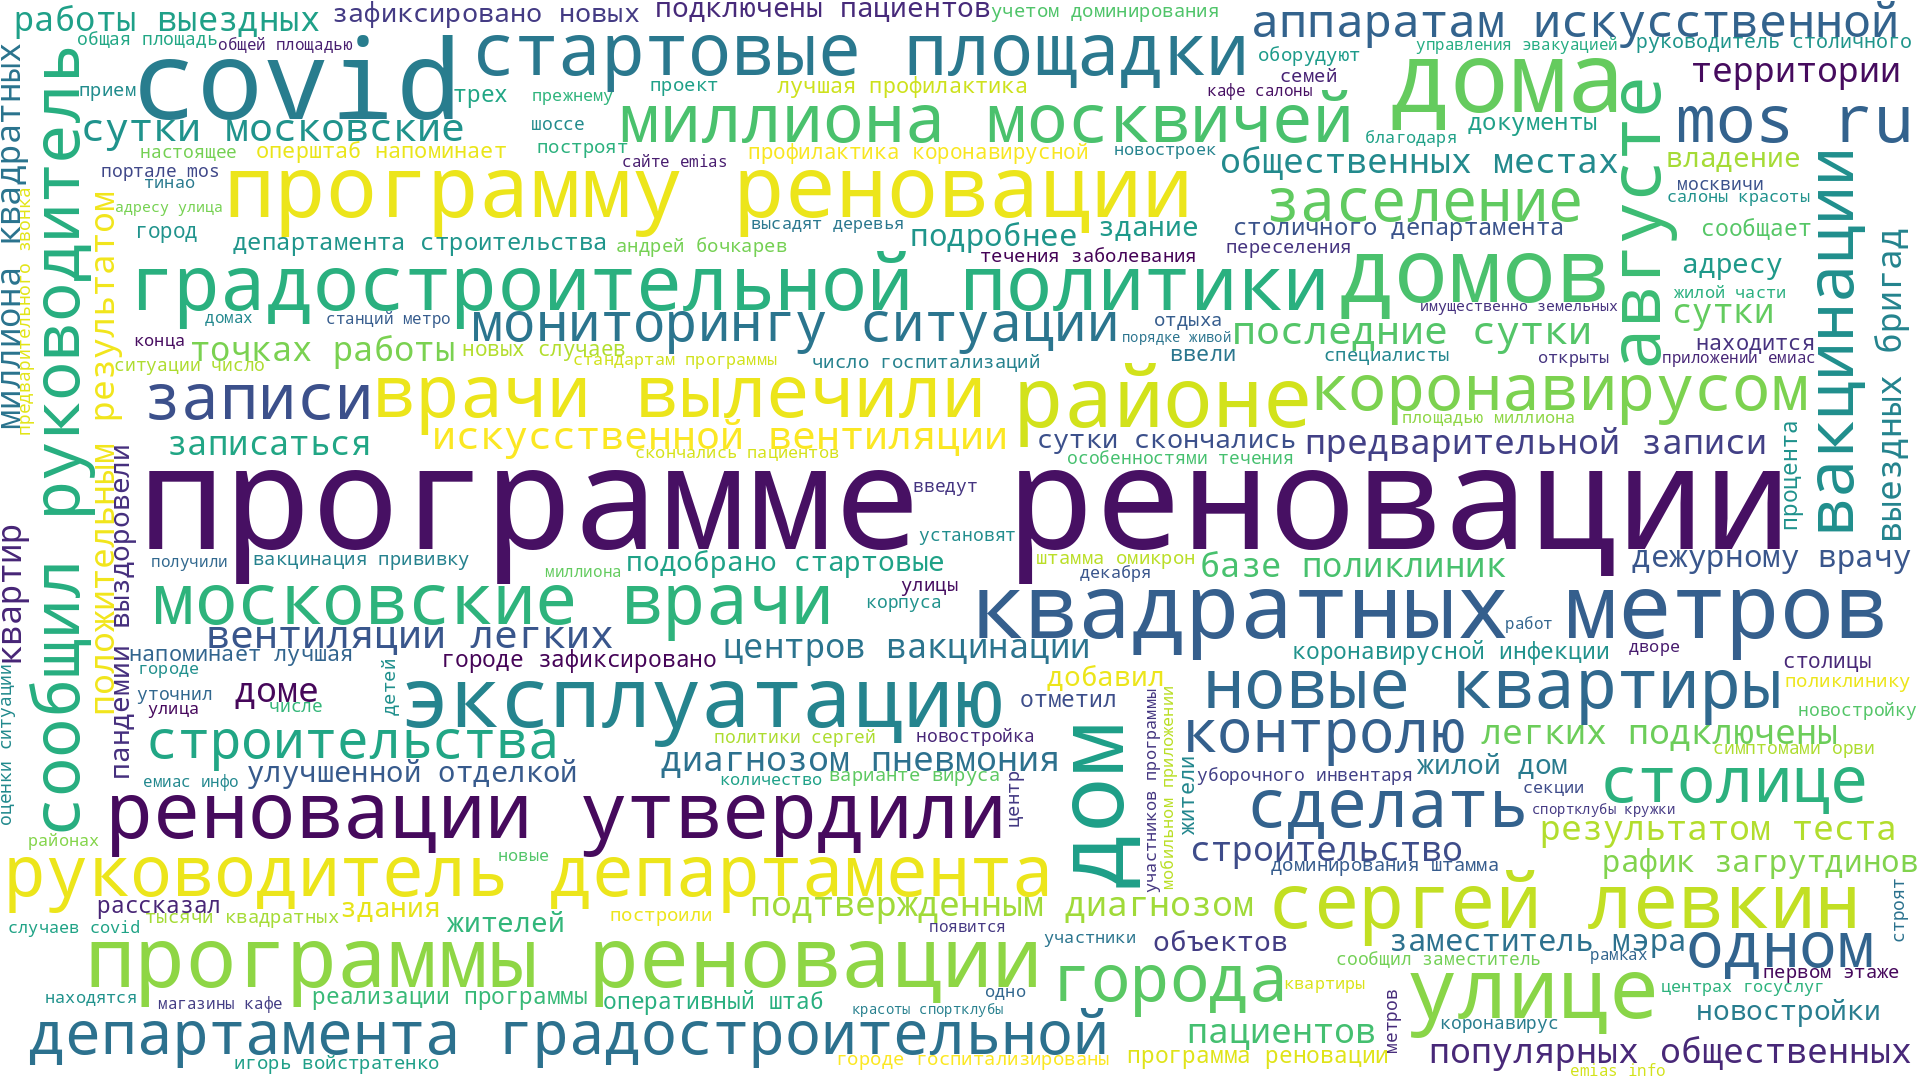 работы выездных
зафиксировано новых
подключены пациентов
учетом доминирования
аппаратам искусственной
общая площадь
общей площадью
covid
стартовые площадки
оборудуют
управления эвакуацией
руководитель столичного
семей
дома
территории
прием
трех
прежнему
проект
лучшая профилактика
кафе салоны
миллиона москвичей
mos ru
сутки московские
шоссе
благодаря
документы
настоящее
оперштаб напоминает
построят
сайте emias
профилактика коронавирусной
новостроек
общественных местах
владение
портале mos
тинао
программу реновации
заселение
москвичи
салоны красоты
адресу улица
город
высадят деревья
подробнее
здание
столичного департамента
сообщает
департамента строительства
андрей бочкарев
течения заболевания
переселения
адресу
градостроительной политики
домов
августе
вакцинации
жилой части
имущественно земельных
домах
станций метро
мониторингу ситуации
отдыха
порядке живой
последние сутки
сутки
конца
точках работы
новых случаев
стандартам программы
число госпитализаций
ввели
специалисты
открыты
находится
приложении емиас
ситуации число
записи
врачи вылечили
районе
коронавирусом
площадью миллиона
записаться
искусственной вентиляции
скончались пациентов
сутки скончались
особенностями течения
предварительной записи
процента
выездных бригад
миллиона квадратных
предварительного звонка
сообщил руководитель
положительным результатом
пандемии выздоровели
квартир
оценки ситуации
программе реновации
введут
установят
получили
вакцинация прививку
миллиона
подобрано стартовые
улицы
штамма омикрон
декабря
базе поликлиник
дежурному врачу
московские врачи
корпуса
квадратных метров
работ
вентиляции легких
напоминает лучшая
городе зафиксировано
центров вакцинации
коронавирусной инфекции
дворе
столицы
городе
уточнил
улица
доме
числе
детей
эксплуатацию
добавил
отметил
новые квартиры
поликлинику
новостройку
строительства
политики сергей
новостройка
дом
участников программы
мобильном приложении
жители
контролю
легких подключены
симптомами орви
емиас инфо
улучшенной отделкой
диагнозом пневмония
количество
варианте вируса
центр
уборочного инвентаря
жилой дом
секции
столице
реновации утвердили
сделать
спортклубы кружки
результатом теста
районах
новые
строительство
доминирования штамма
рафик загрутдинов
руководитель департамента
рассказал
тысячи квадратных
здания
жителей
построили
подтвержденным диагнозом
сергей левкин
строят
случаев covid
появится
участники
объектов
заместитель мэра
одном
программы реновации
сообщил заместитель
рамках
первом этаже
города
квартиры
улице
центрах госуслуг
находятся
магазины кафе
реализации программы
оперативный штаб
одно
красоты спортклубы
метров
новостройки
департамента градостроительной
пациентов
коронавирус
игорь войстратенко
городе госпитализированы
программа реновации
популярных общественных
emias info